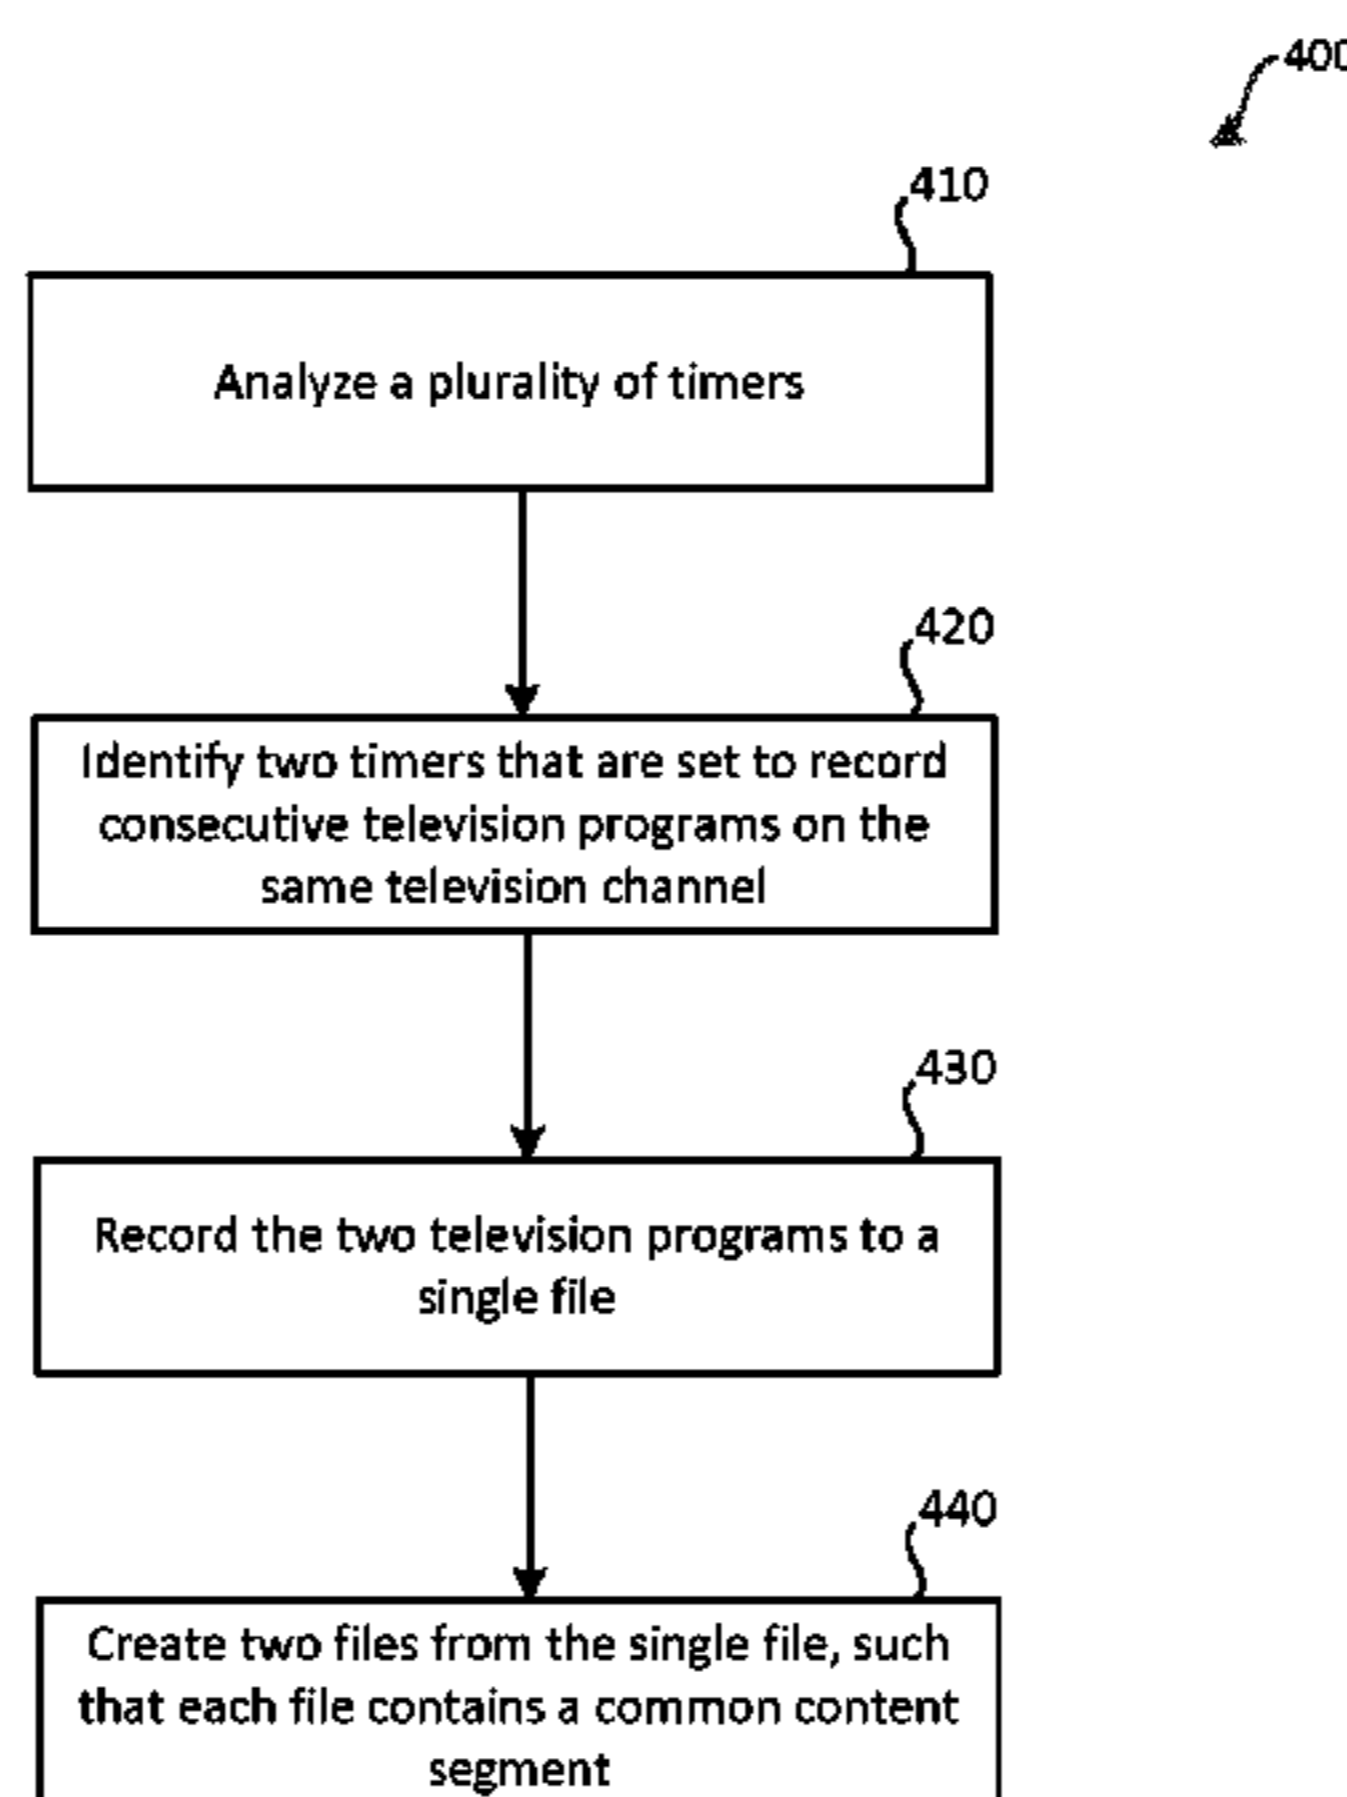 400
410
Analyze a plurality of timers
420
Identify two timers that are set to record
consecutive television programs on the
same television channel
430
Record the two television programs to a
single file
440
Create two files from the single file, such
that each file contains a common content
segment